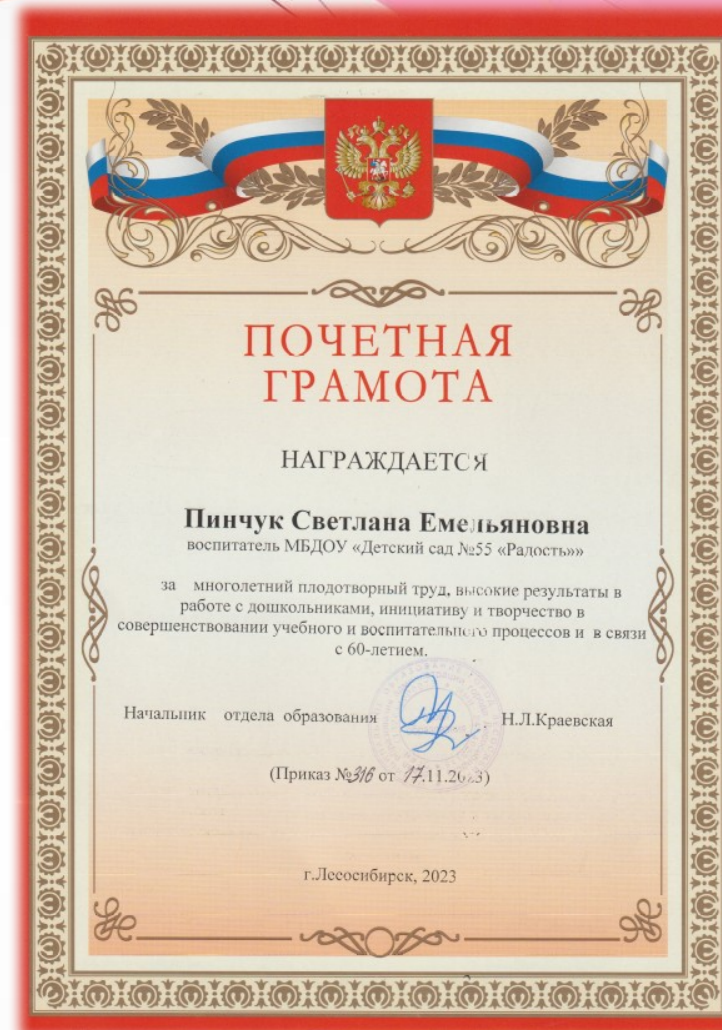 ПОЧЕТНАЯ
ГРАМОТА
НАГРАЖДАЕТСЯ
Пинчук Светлана Емельяновна
воспитатель МБДОУ «Детский сад №55 «Радость»»
за многолетний плодотворный труд, высокие результаты в
работе с дошкольниками, инициативу и творчество в
совершенствовании учебного и воспитательного процессов и в связи
с 60-летием.
Начальник отдела образования Н.Л.Краевская
(Приказ №316 от 17.11.2023)
г.Лесосибирск, 2023